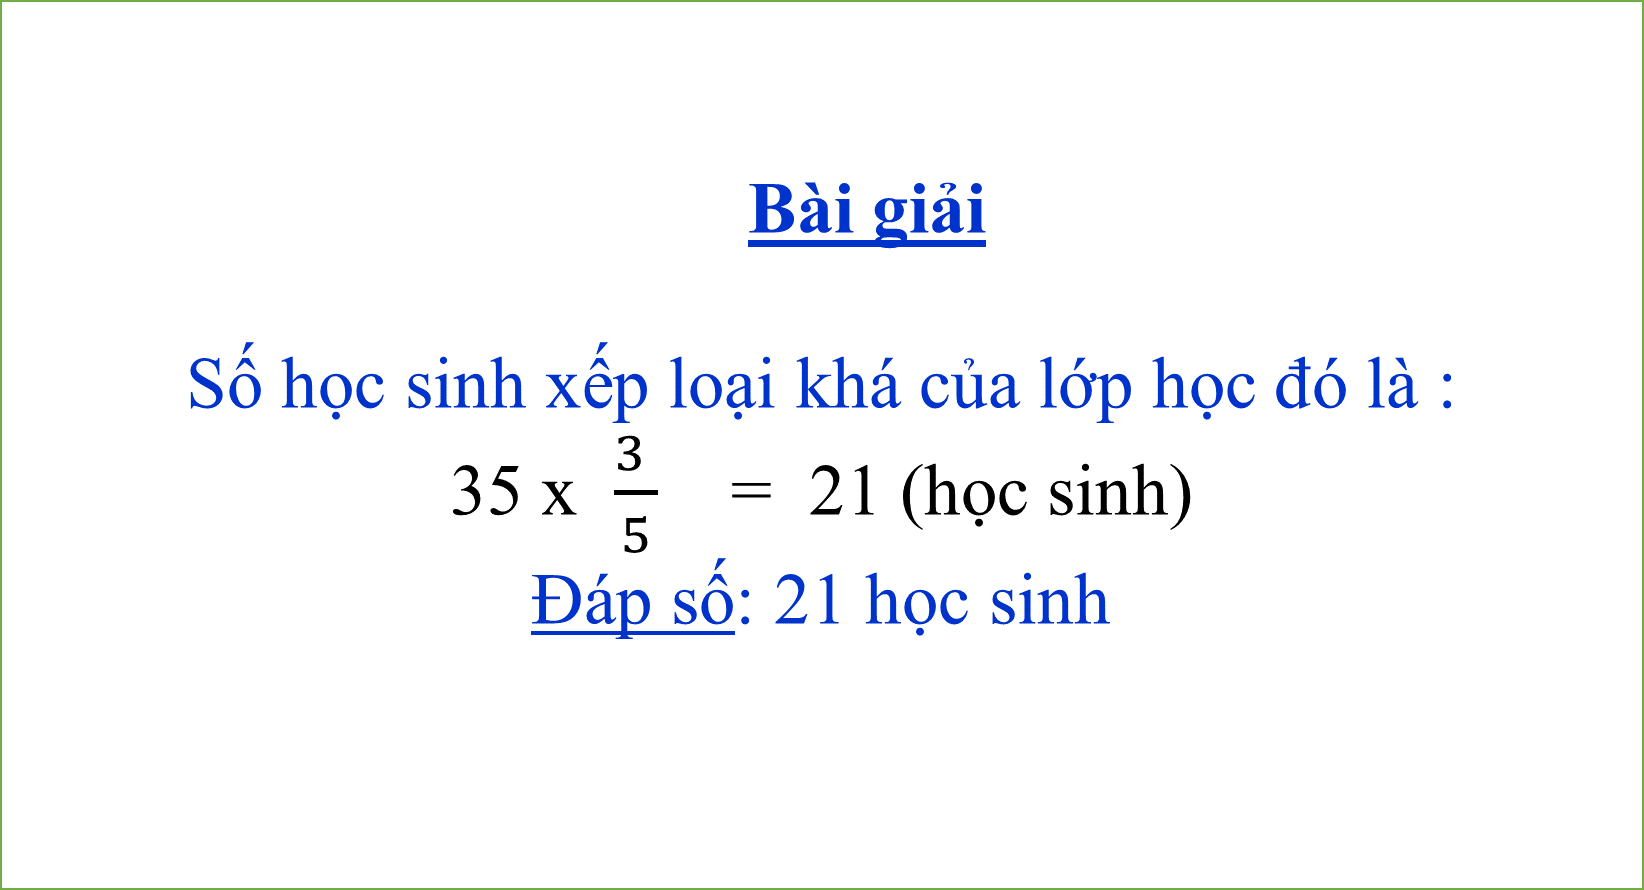 Bài giải
Số học sinh xếp loại khá của lớp học đó là :
35 x 3/5 = 21 (học sinh)
Đáp số: 21 học sinh